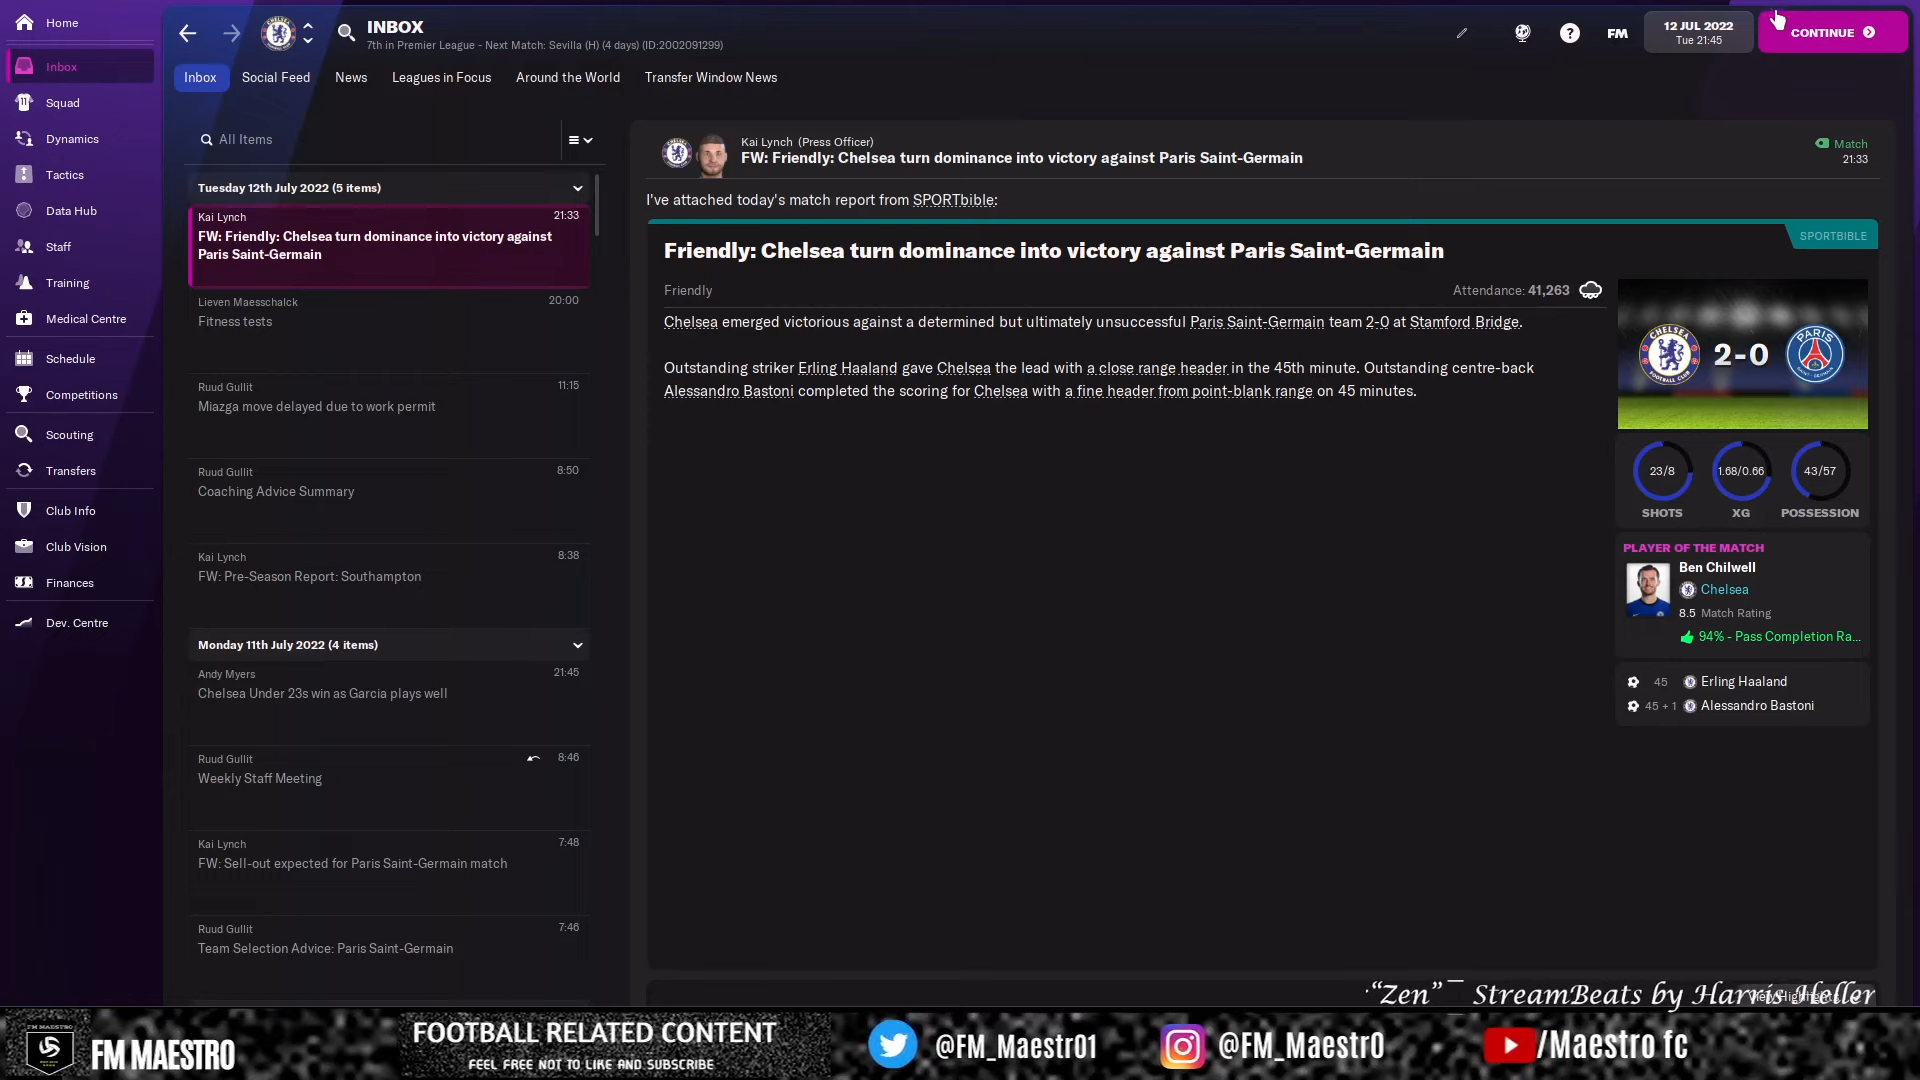 Home
Inbox
Squad
Dynamics
Tactics
Data Hub
Staff
Training
Medical Centre
Schedule
Competitions
Scouting
Transfers
Club Info
Club Vision
Finances
Dev. Centre
INBOX
7th in Premier League - Next Match: Sevilla (H) (4 days) (ID:2002091299)
FM
12 JUL 2022
Tue 21:45
CONTINUE
Inbox Social Feed News Leagues in Focus Around the World Transfer Window News
All Items
Tuesday 12th July 2022 (5 items)
Kai Lynch 21:33
FW: Friendly: Chelsea turn dominance into victory against
Paris Saint-Germain
Lieven Maesschalck 20:00
Fitness tests
Ruud Gullit 11:15
Miazga move delayed due to work permit
Ruud Gullit 8:50
Coaching Advice Summary
Kai Lynch 8:38
FW: Pre-Season Report: Southampton
Monday 11th July 2022 (4 items)
Andy Myers 21:45
Chelsea Under 23s win as Garcia plays well
Ruud Gullit 8:46
Weekly Staff Meeting
Kai Lynch 7:48
FW: Sell-out expected for Paris Saint-Germain match
Ruud Gullit 7:46
Team Selection Advice: Paris Saint-Germain
Kai Lynch (Press Officer)
FW: Friendly: Chelsea turn dominance into victory against Paris Saint-Germain
Match
21:33
I've attached today's match report from SPORTbible:
SPORTBIBLE
Friendly: Chelsea turn dominance into victory against Paris Saint-Germain
Friendly Attendance: 41,263
Chelsea emerged victorious against a determined but ultimately unsuccessful Paris Saint-Germain team 2-0 at Stamford Bridge.
Outstanding striker Erling Haaland gave Chelsea the lead with a close range header in the 45th minute. Outstanding centre-back
Alessandro Bastoni completed the scoring for Chelsea with a fine header from point-blank range on 45 minutes.
2-0
PARIS
23/8 1.68/0.66 43/57
SHOTS XG POSSESSION
PLAYER OF THE MATCH
Ben Chilwell
Chelsea
8.5 Match Rating
94% - Pass Completion Ra...
45 Erling Haaland
45 + 1 Alessandro Bastoni
"Zen" StreamBeats by Harris Heller
FM MAESTRO
FM MAESTRO
FOOTBALL RELATED CONTENT
FEEL FREE NOT TO LIKE AND SUBSCRIBE
@FM_Maestr01
@FM_Maestr0
/Maestro fc